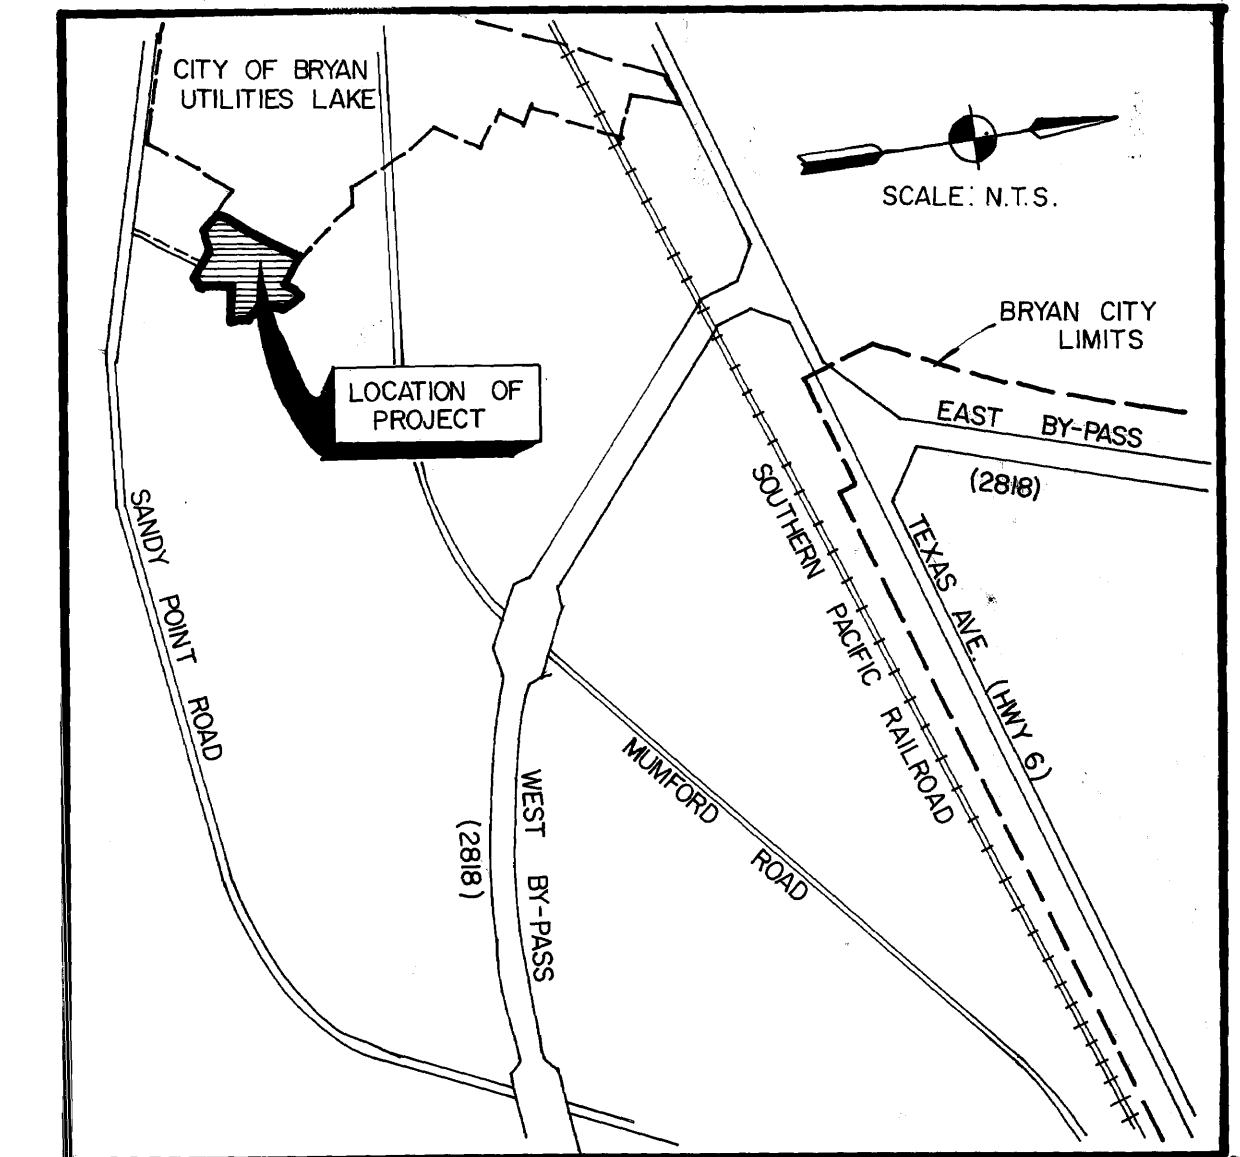 CITY OF BRYAN
UTILITIES LAKE
SCALE: N.T.S.
BRYAN CITY
LIMITS
LOCATION OF
PROJECT
EAST BY-PASS
(2818)
SANDY POINT ROAD
SOUTHERN PACIFIC RAILROAD
TEXAS AVE. (HWY 6)
MUMFORD ROAD
WEST BY-PASS
(2818)